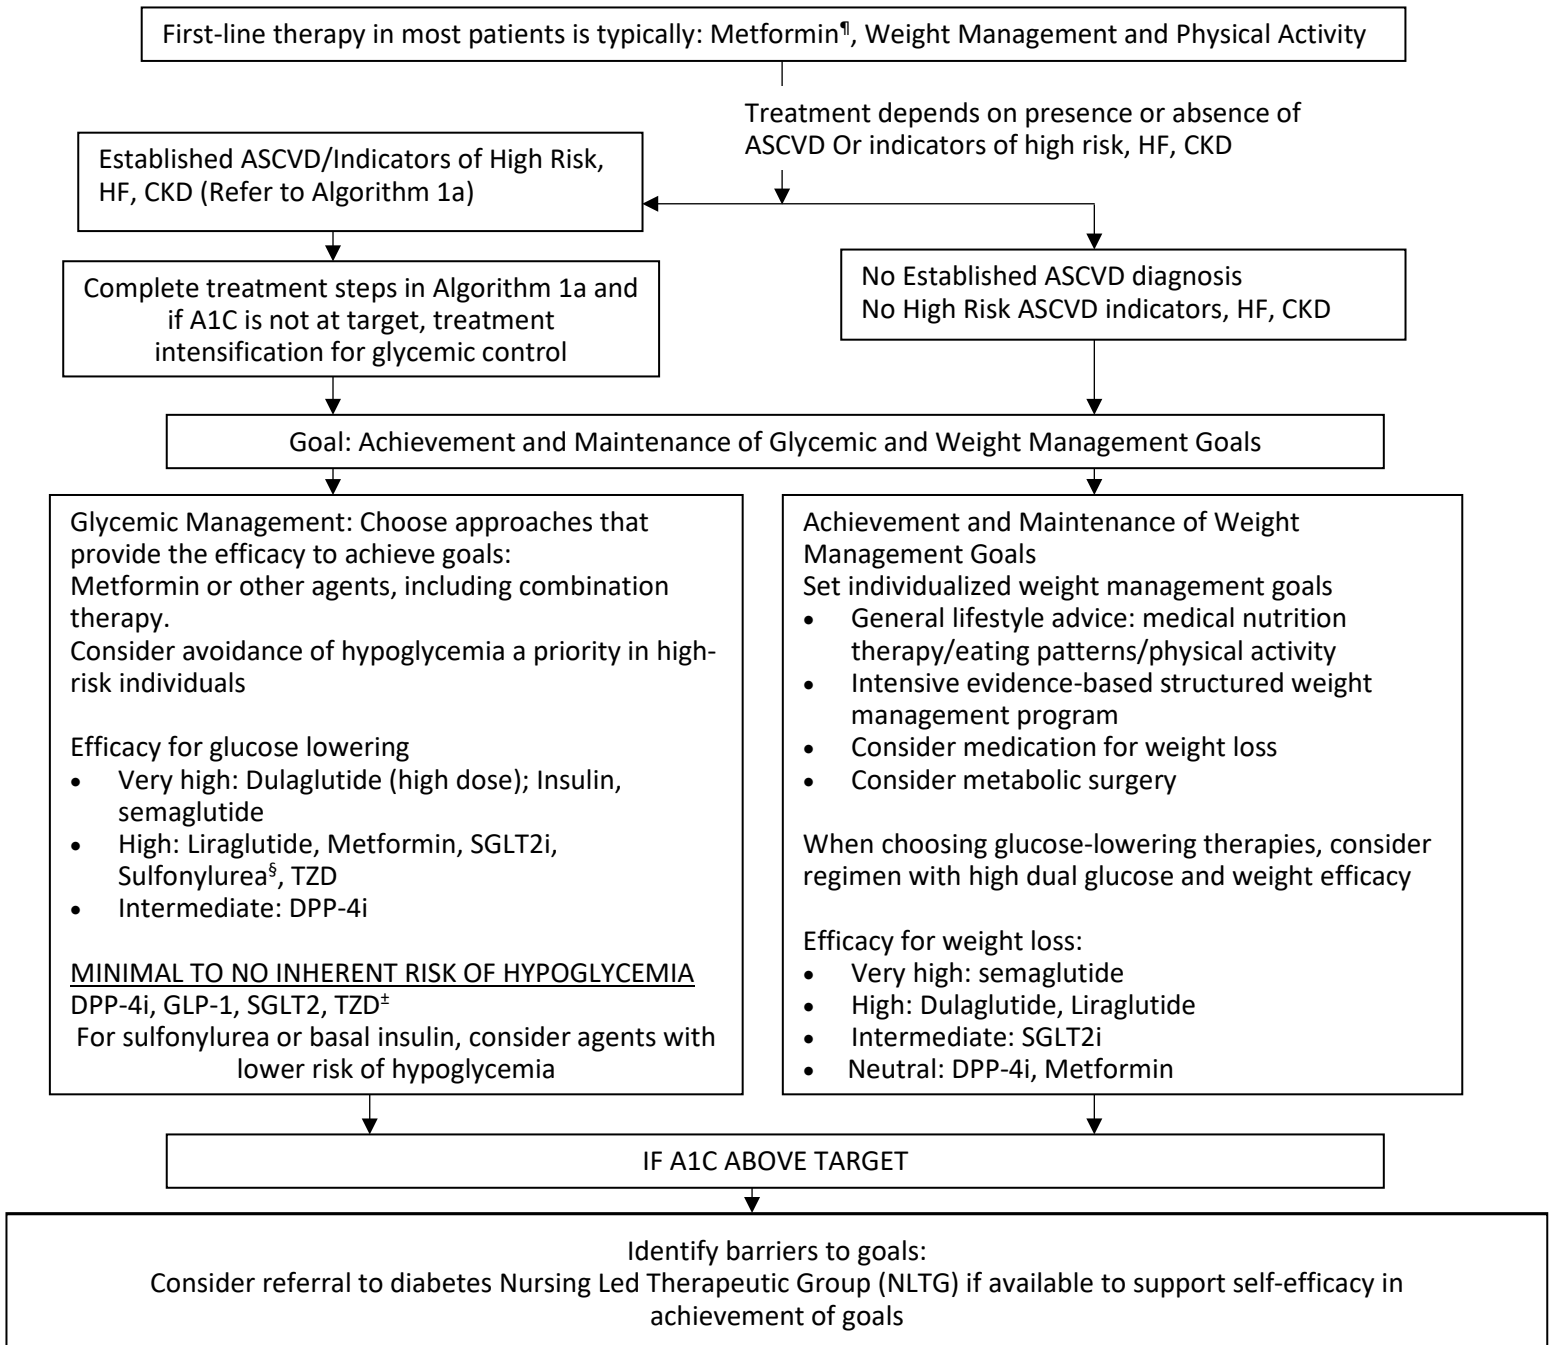 First-line therapy in most patients is typically: Metformin¶, Weight Management and Physical Activity
Treatment depends on presence or absence of
ASCVD Or indicators of high risk, HF, CKD
Established ASCVD/Indicators of High Risk,
HF, CKD (Refer to Algorithm 1a)
Complete treatment steps in Algorithm 1a and
if A1C is not at target, treatment
intensification for glycemic control
No Established ASCVD diagnosis
No High Risk ASCVD indicators, HF, CKD
Goal: Achievement and Maintenance of Glycemic and Weight Management Goals
Glycemic Management: Choose approaches that
provide the efficacy to achieve goals:
Metformin or other agents, including combination
therapy.
Consider avoidance of hypoglycemia a priority in high-
risk individuals
Efficacy for glucose lowering
• Very high: Dulaglutide (high dose); Insulin,
semaglutide
• High: Liraglutide, Metformin, SGLT2i,
Sulfonylurea§, TZD
• Intermediate: DPP-4i
MINIMAL TO NO INHERENT RISK OF HYPOGLYCEMIA
DPP-4i, GLP-1, SGLT2, TZD±
For sulfonylurea or basal insulin, consider agents with
lower risk of hypoglycemia
Achievement and Maintenance of Weight
Management Goals
Set individualized weight management goals
• General lifestyle advice: medical nutrition
therapy/eating patterns/physical activity
• Intensive evidence-based structured weight
management program
• Consider medication for weight loss
• Consider metabolic surgery
When choosing glucose-lowering therapies, consider
regimen with high dual glucose and weight efficacy
Efficacy for weight loss:
• Very high: semaglutide
• High: Dulaglutide, Liraglutide
• Intermediate: SGLT2i
• Neutral: DPP-4i, Metformin
IF A1C ABOVE TARGET
Identify barriers to goals:
Consider referral to diabetes Nursing Led Therapeutic Group (NLTG) if available to support self-efficacy in
achievement of goals